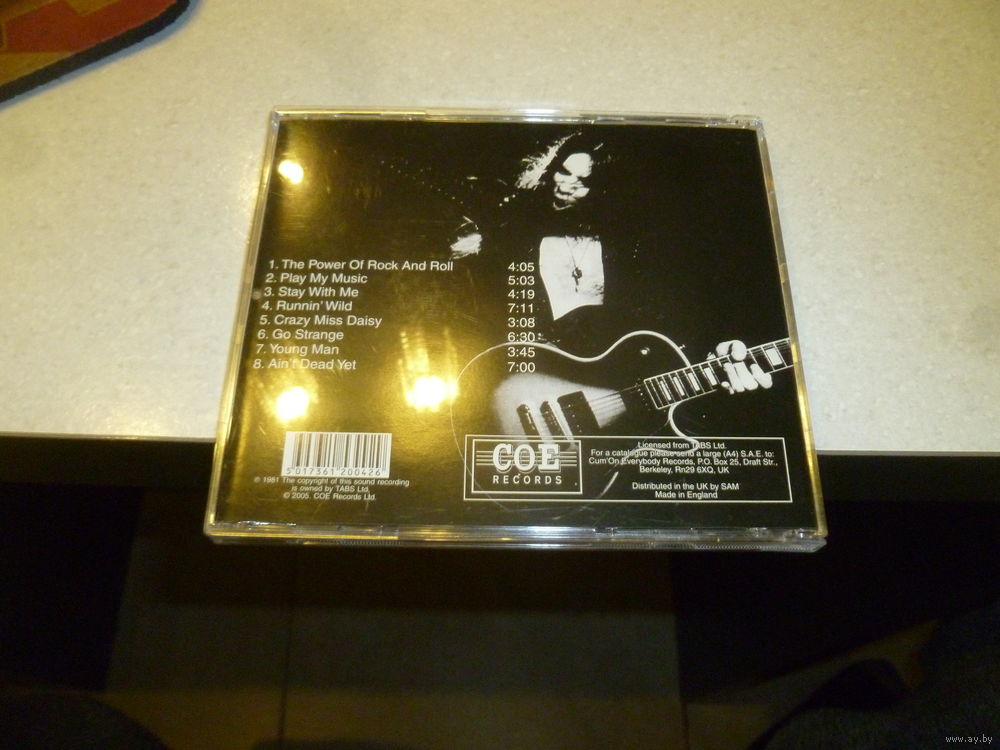 1. The Power Of Rock And Roll 4:05
2. Play My Music 5:03
3. Stay With Me 4:19
4. Runnin' Wild 7:11
5. Crazy Miss Daisy 3:08
6. Go Strange 6:30
7. Young Man 3:45
8. Ain't Dead Yet 7:00
5 017361 200426
℗ 1981 The copyright of this sound recording
is owned by TABS Ltd.
© 2005. COE Records Ltd.
COE
RECORDS
Licensed from TABS Ltd.
For a catalogue please send a large (A4) S.A.E. to:
Cum'On Everybody Records, P.O. Box 25, Draft Str.,
Berkeley, Rn29 6XQ, UK
Distributed in the UK by SAM
Made in England
www.ay.by